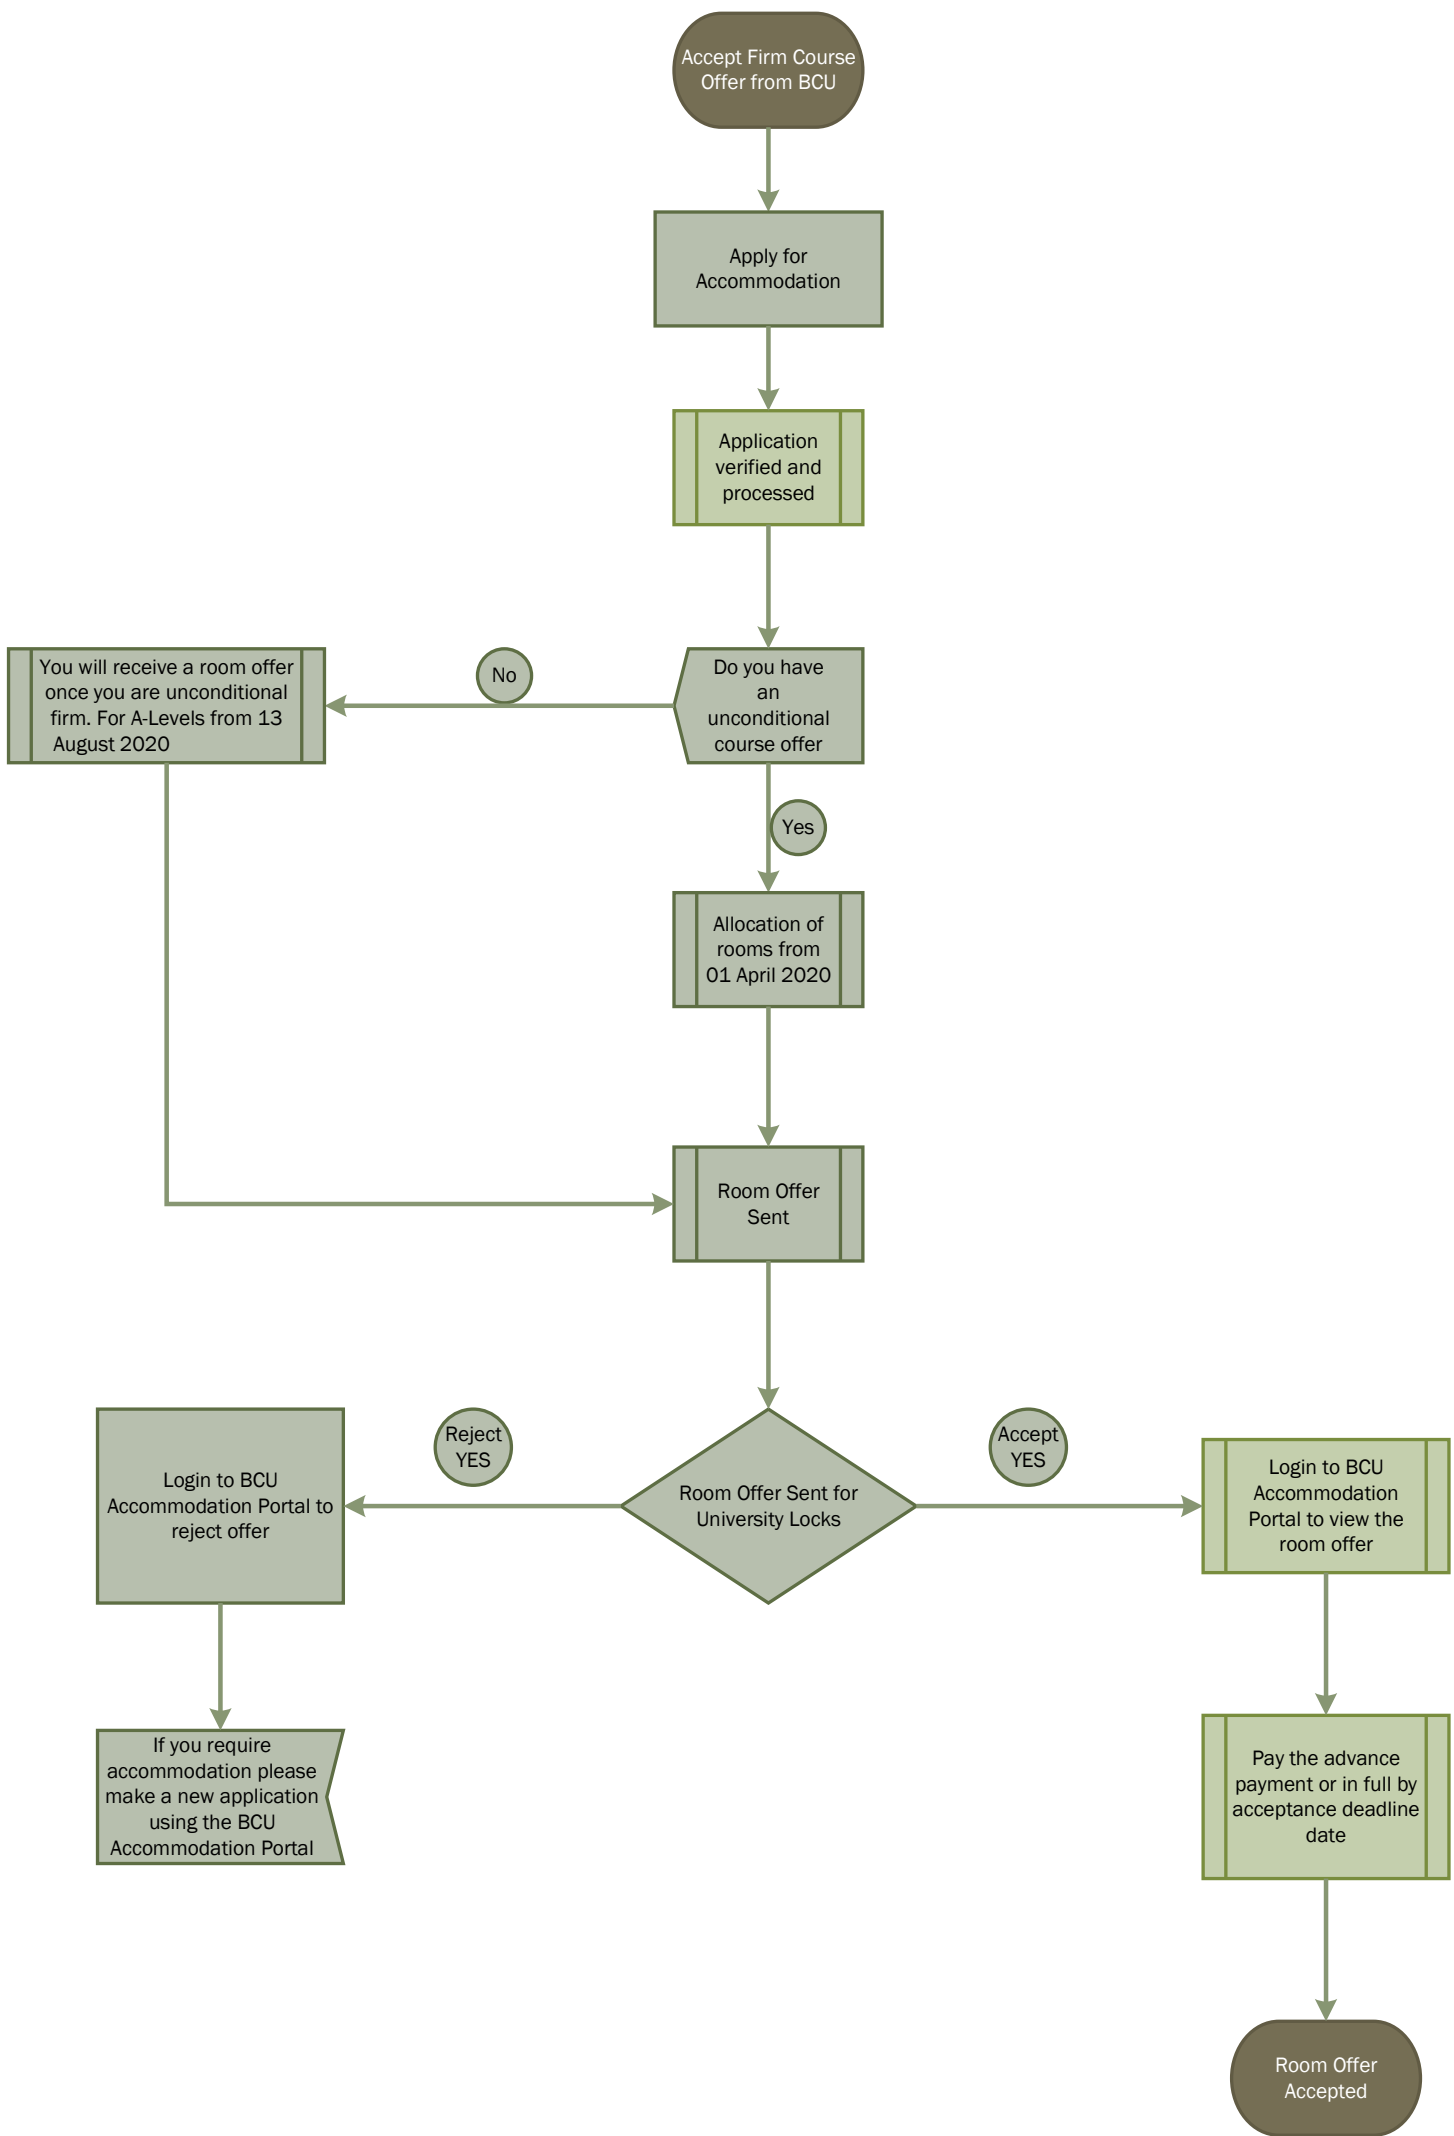 Accept Firm Course
Offer from BCU
Apply for
Accommodation
Application
verified and
processed
You will receive a room offer
once you are unconditional
firm. For A-Levels from 13
August 2020
No
Do you have
an
unconditional
course offer
Yes
Allocation of
rooms from
01 April 2020
Room Offer
Sent
Login to BCU
Accommodation Portal to
reject offer
Reject
YES
Room Offer Sent for
University Locks
Accept
YES
Login to BCU
Accommodation
Portal to view the
room offer
If you require
accommodation please
make a new application
using the BCU
Accommodation Portal
Pay the advance
payment or in full by
acceptance deadline
date
Room Offer
Accepted